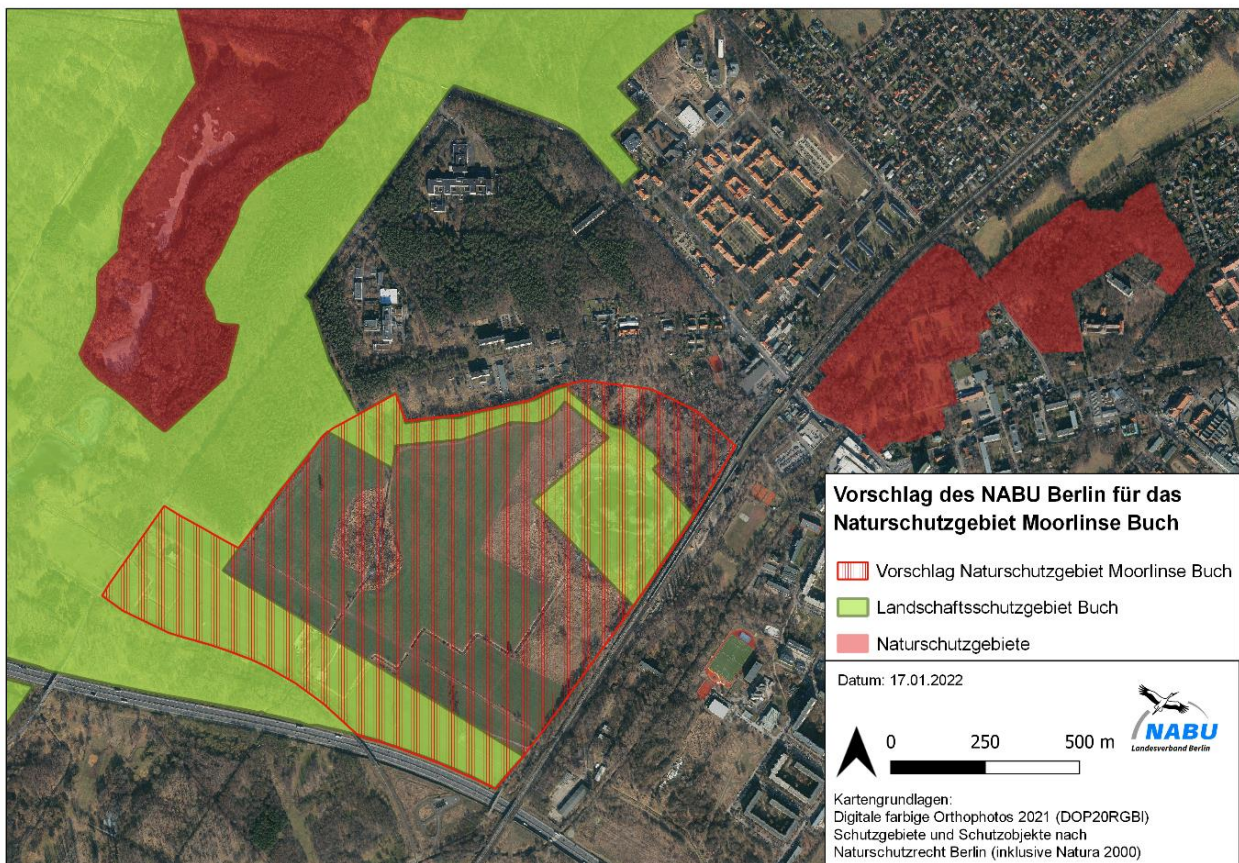 Vorschlag des NABU Berlin für das
Naturschutzgebiet Moorlinse Buch
Vorschlag Naturschutzgebiet Moorlinse Buch
Landschaftsschutzgebiet Buch
Naturschutzgebiete
Datum: 17.01.2022
NABU
Landesverband Berlin
0 250 500 m
Kartengrundlagen:
Digitale farbige Orthophotos 2021 (DOP20RGBI)
Schutzgebiete und Schutzobjekte nach
Naturschutzrecht Berlin (inklusive Natura 2000)